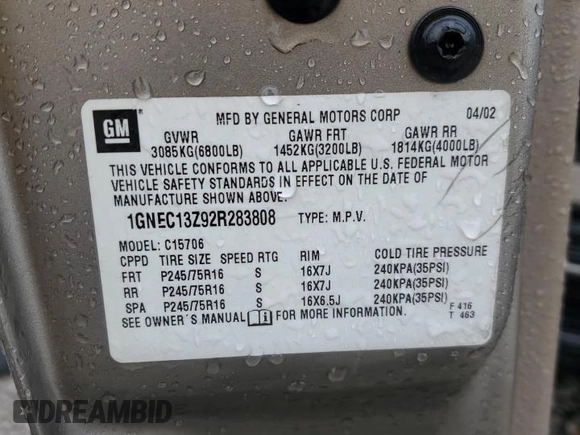 GM
MFD BY GENERAL MOTORS CORP 04/02
GVWR GAWR FRT GAWR RR
3085KG(6800LB) 1452KG(3200LB) 1814KG(4000LB)
THIS VEHICLE CONFORMS TO ALL APPLICABLE U.S. FEDERAL MOTOR
VEHICLE SAFETY STANDARDS IN EFFECT ON THE DATE OF
MANUFACTURE SHOWN ABOVE.
1GNEC13Z92R283808 TYPE: M.P.V.
MODEL: C15706
CPPD TIRE SIZE SPEED RTG RIM COLD TIRE PRESSURE
FRT P245/75R16 S 16X7J 240KPA(35PSI)
RR P245/75R16 S 16X7J 240KPA(35PSI)
SPA P245/75R16 S 16X6.5J 240KPA(35PSI)
SEE OWNER'S MANUAL FOR MORE INFORMATION.
F 416
T 463
DREAMBID